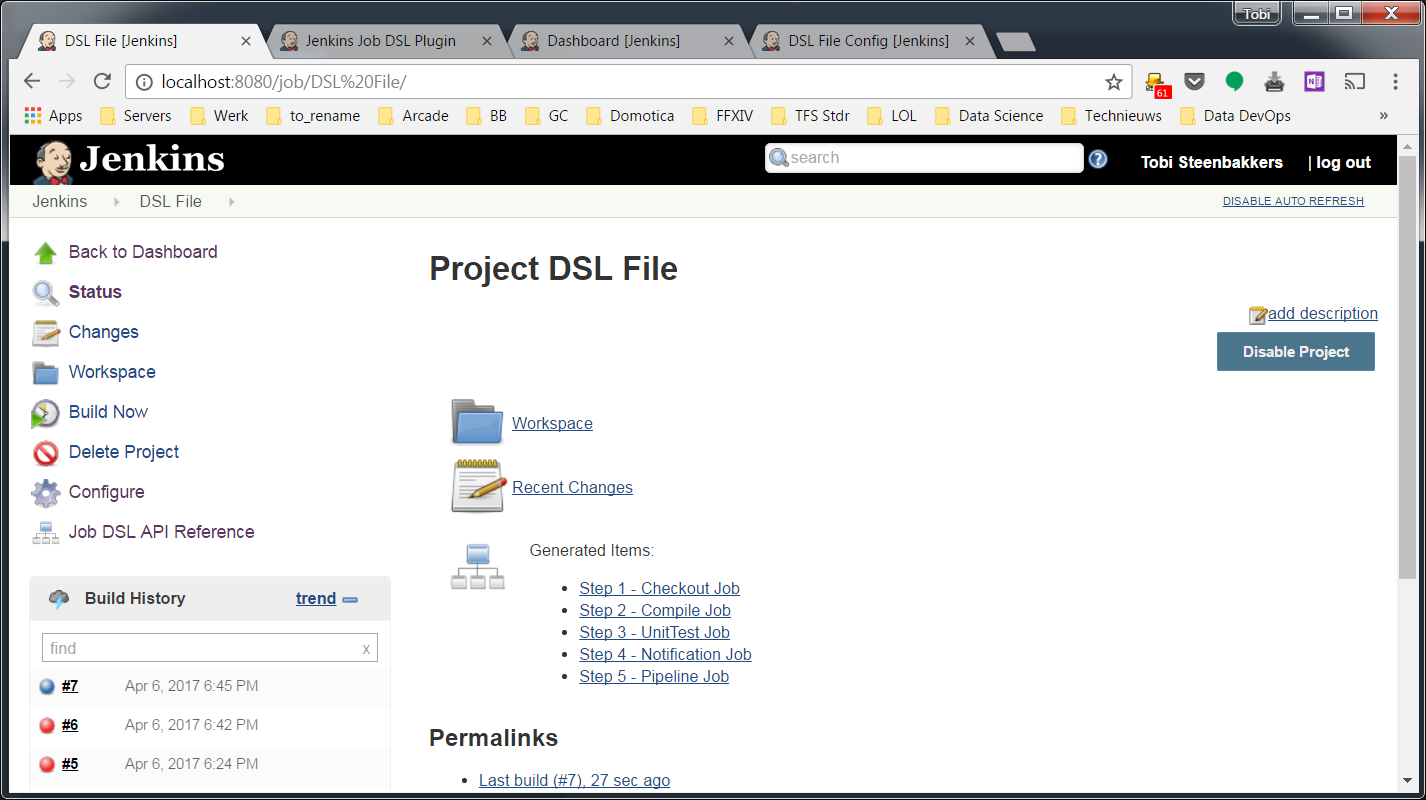 Tobi
DSL File [Jenkins]
Jenkins Job DSL Plugin
Dashboard [Jenkins]
DSL File Config [Jenkins]
localhost:8080/job/DSL%20File/
61
Apps
Servers
Werk
to_rename
Arcade
BB
GC
Domotica
FFXIV
TFS Stdr
LOL
Data Science
Technieuws
Data DevOps
»
Jenkins
search
?
Tobi Steenbakkers
| log out
Jenkins
DSL File
DISABLE AUTO REFRESH
Back to Dashboard
Status
Changes
Workspace
Build Now
Delete Project
Configure
Job DSL API Reference
Build History
trend
find
x
#7 Apr 6, 2017 6:45 PM
#6 Apr 6, 2017 6:42 PM
#5 Apr 6, 2017 6:24 PM
Project DSL File
add description
Disable Project
Workspace
Recent Changes
Generated Items:
Step 1 - Checkout Job
Step 2 - Compile Job
Step 3 - UnitTest Job
Step 4 - Notification Job
Step 5 - Pipeline Job
Permalinks
Last build (#7), 27 sec ago